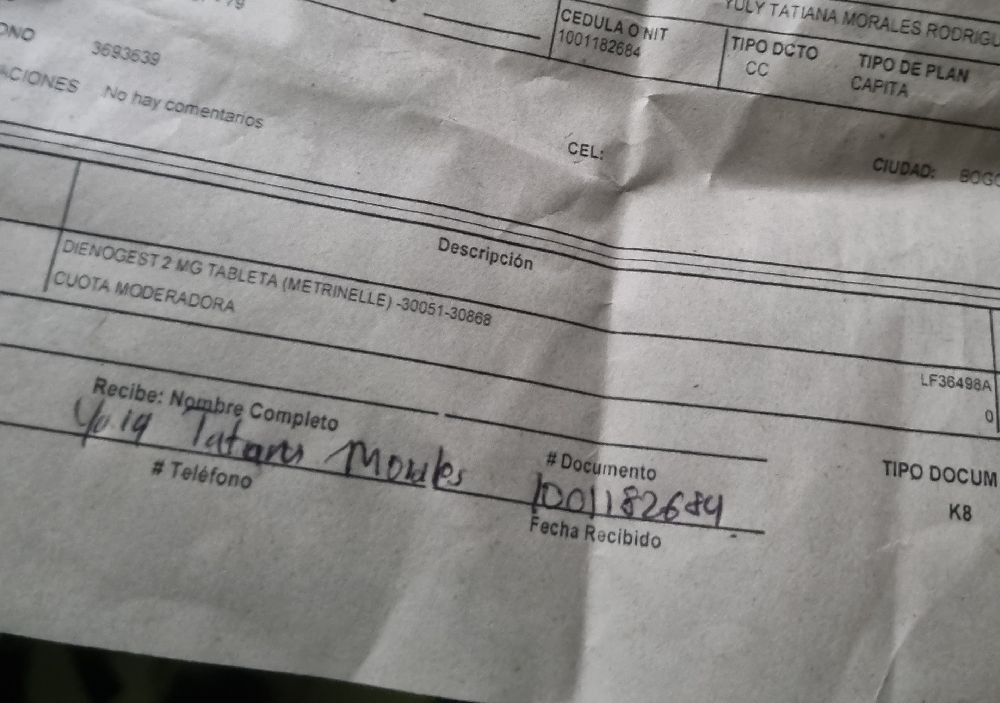 YULY TATIANA MORALES RODRIGU
CEDULA O NIT
1001182684
TIPO DCTO
CC
TIPO DE PLAN
CAPITA
ONO 3693639
ACIONES No hay comentarios
CEL:
CIUDAD: BOGO
Descripción
DIENOGEST 2 MG TABLETA (METRINELLE) -30051-30868
LF36498A
CUOTA MODERADORA
0
Recibe: Nombre Completo
Tatiana Morales
# Documento
1001182684
TIPO DOCUM
K8
# Teléfono
Fecha Recibido